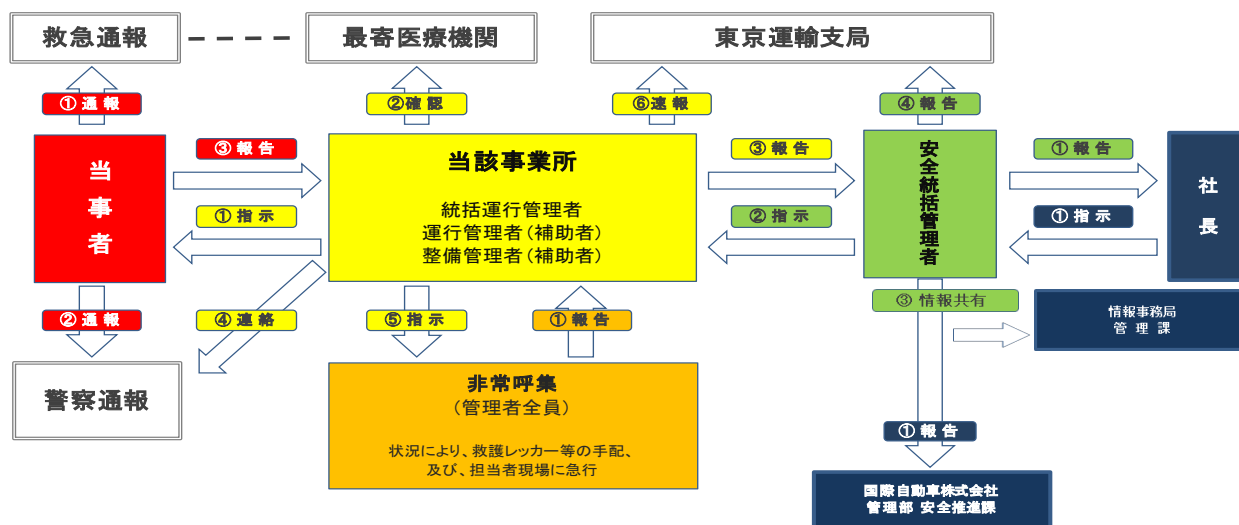 救急通報
最寄医療機関
東京運輸支局
①通報
②確認
⑥速報
④報告
当事者
③報告
①指示
当該事業所
統括運行管理者
運行管理者(補助者)
整備管理者(補助者)
③報告
②指示
安全統括管理者
①報告
①指示
社長
②通報
④連絡
⑤指示
①報告
③情報共有
情報事務局
管理課
警察通報
非常呼集
(管理者全員)
状況により、救護レッカー等の手配、
及び、担当者現場に急行
①報告
国際自動車株式会社
管理部 安全推進課